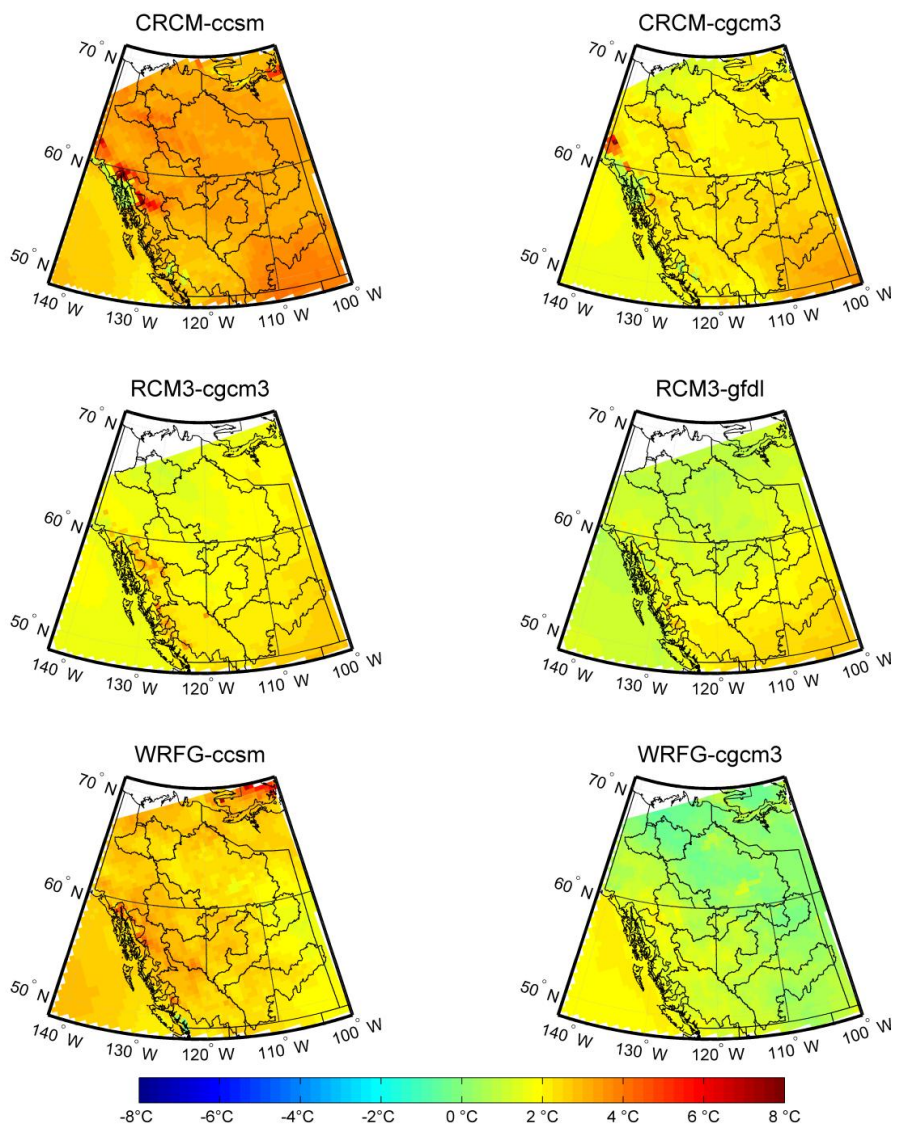 CRCM-ccsm CRCM-cgcm3
70° N 70° N
60° N 60° N
50° N 50° N
140° W 130° W 120° W 110° W 100° W 140° W 130° W 120° W 110° W 100° W
RCM3-cgcm3 RCM3-gfdl
70° N 70° N
60° N 60° N
50° N 50° N
140° W 130° W 120° W 110° W 100° W 140° W 130° W 120° W 110° W 100° W
WRFG-ccsm WRFG-cgcm3
70° N 70° N
60° N 60° N
50° N 50° N
140° W 130° W 120° W 110° W 100° W 140° W 130° W 120° W 110° W 100° W
-8°C -6°C -4°C -2°C 0°C 2°C 4°C 6°C 8°C